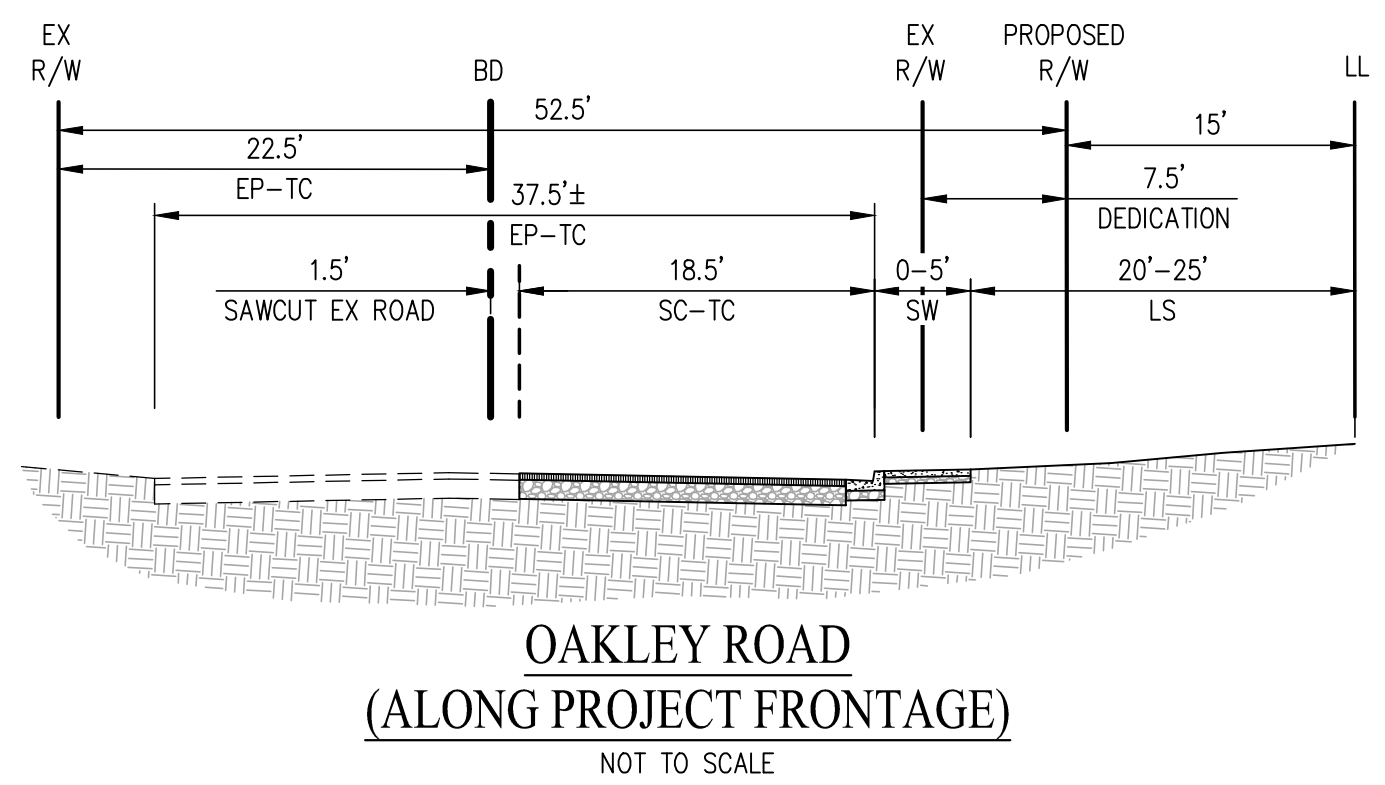 EX
R/W
BD
EX
R/W
PROPOSED
R/W
LL
52.5'
15'
22.5'
EP-TC
7.5'
DEDICATION
37.5'±
EP-TC
1.5'
SAWCUT EX ROAD
18.5'
SC-TC
0-5'
SW
20'-25'
LS
OAKLEY ROAD
(ALONG PROJECT FRONTAGE)
NOT TO SCALE